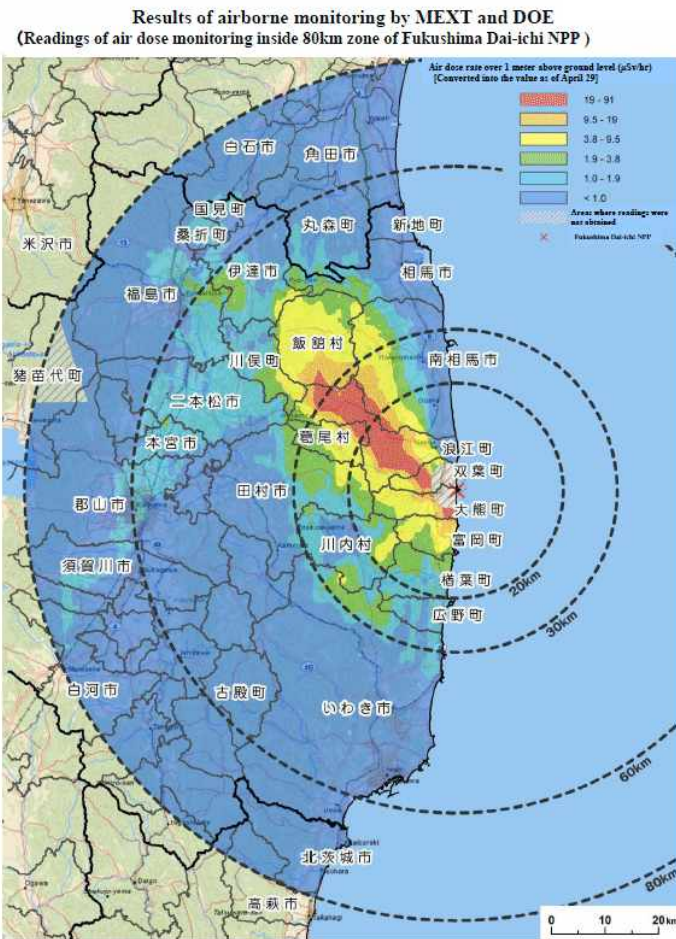 Results of airborne monitoring by MEXT and DOE
(Readings of air dose monitoring inside 80km zone of Fukushima Dai-ichi NPP )
Air dose rate over 1 meter above ground level (μSv/hr)
[Converted into the value as of April 29]
19 - 91
9.5 - 19
3.8 - 9.5
1.9 - 3.8
1.0 - 1.9
< 1.0
Areas where readings were
not obtained
Fukushima Dai-ichi NPP
白石市
角田市
国見町
丸森町
新地町
米沢市
桑折町
伊達市
相馬市
福島市
飯舘村
川俣町
南相馬市
猪苗代町
二本松市
葛尾村
本宮市
浪江町
双葉町
田村市
郡山市
大熊町
川内村
富岡町
須賀川市
楢葉町
20km
広野町
30km
白河市
古殿町
いわき市
60km
北茨城市
80km
高萩市
0 10 20 km